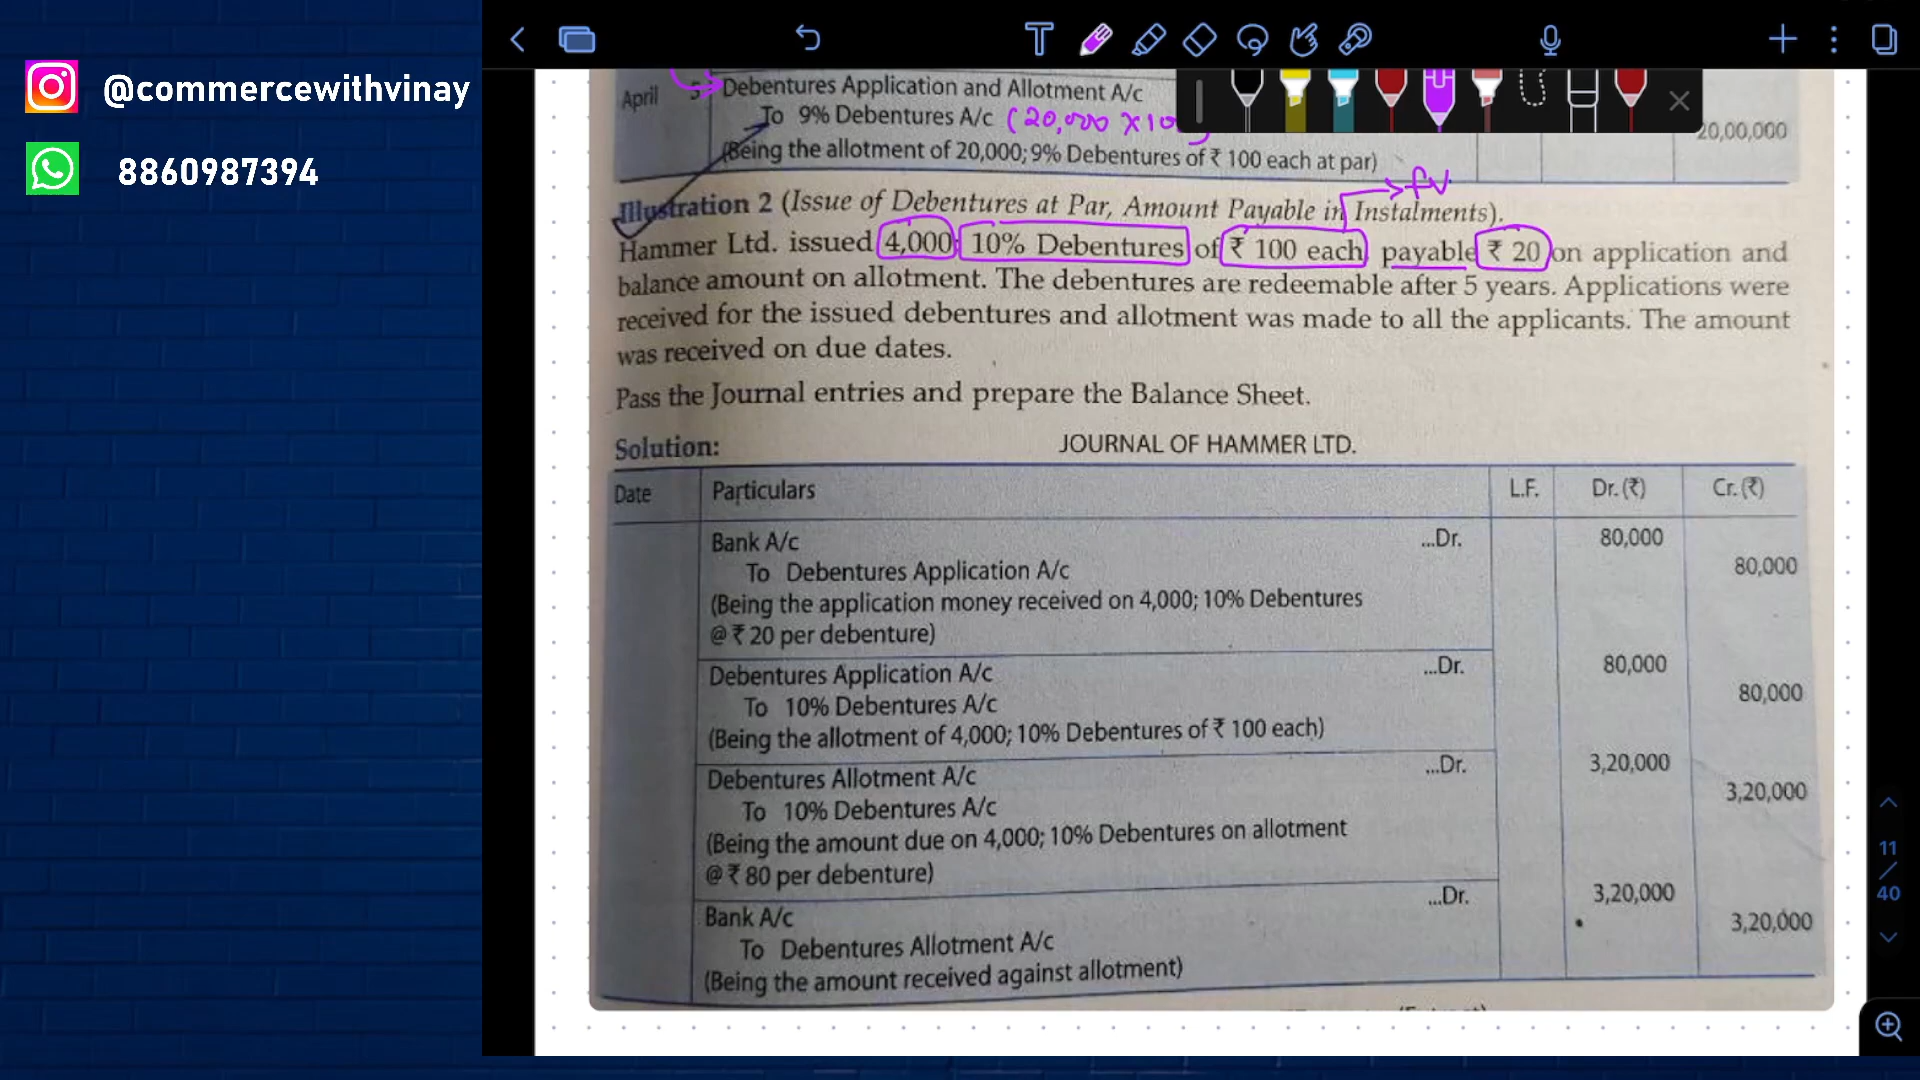 @commercewithvinay
8860987394
April 5 Debentures Application and Allotment A/c
To 9% Debentures A/c (20,000 X 10
20,00,000
(Being the allotment of 20,000; 9% Debentures of ₹ 100 each at par)
fv
Illustration 2 (Issue of Debentures at Par, Amount Payable in Instalments).
Hammer Ltd. issued 4,000; 10% Debentures of ₹ 100 each payable ₹ 20 on application and
balance amount on allotment. The debentures are redeemable after 5 years. Applications were
received for the issued debentures and allotment was made to all the applicants. The amount
was received on due dates.
Pass the Journal entries and prepare the Balance Sheet.
Solution: JOURNAL OF HAMMER LTD.
Date Particulars L.F. Dr. (₹) Cr. (₹)
Bank A/c ...Dr. 80,000
To Debentures Application A/c 80,000
(Being the application money received on 4,000; 10% Debentures
@ ₹ 20 per debenture)
Debentures Application A/c ...Dr. 80,000
To 10% Debentures A/c 80,000
(Being the allotment of 4,000; 10% Debentures of ₹ 100 each)
Debentures Allotment A/c ...Dr. 3,20,000
To 10% Debentures A/c 3,20,000
(Being the amount due on 4,000; 10% Debentures on allotment
@ ₹ 80 per debenture)
Bank A/c ...Dr. 3,20,000
To Debentures Allotment A/c 3,20,000
(Being the amount received against allotment)
11
/
40